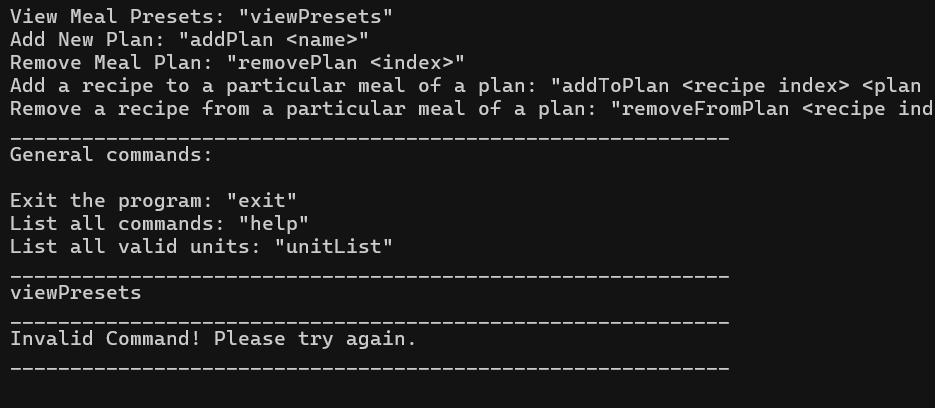 View Meal Presets: "viewPresets"
Add New Plan: "addPlan <name>"
Remove Meal Plan: "removePlan <index>"
Add a recipe to a particular meal of a plan: "addToPlan <recipe index> <plan
Remove a recipe from a particular meal of a plan: "removeFromPlan <recipe ind
____________________________________________________________
General commands:

Exit the program: "exit"
List all commands: "help"
List all valid units: "unitList"
____________________________________________________________
viewPresets
____________________________________________________________
Invalid Command! Please try again.
____________________________________________________________